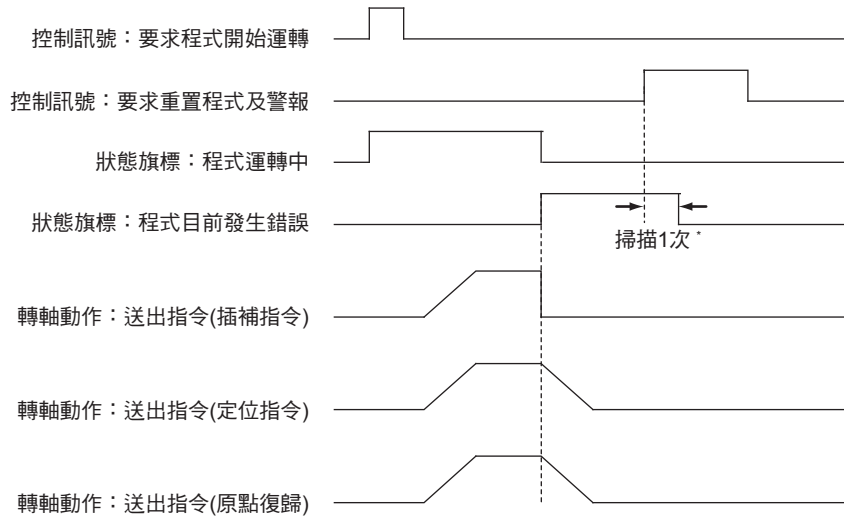 控制訊號：要求程式開始運轉
控制訊號：要求重置程式及警報
狀態旗標：程式運轉中
狀態旗標：程式目前發生錯誤
掃描1次 *
轉軸動作：送出指令(插補指令)
轉軸動作：送出指令(定位指令)
轉軸動作：送出指令(原點復歸)